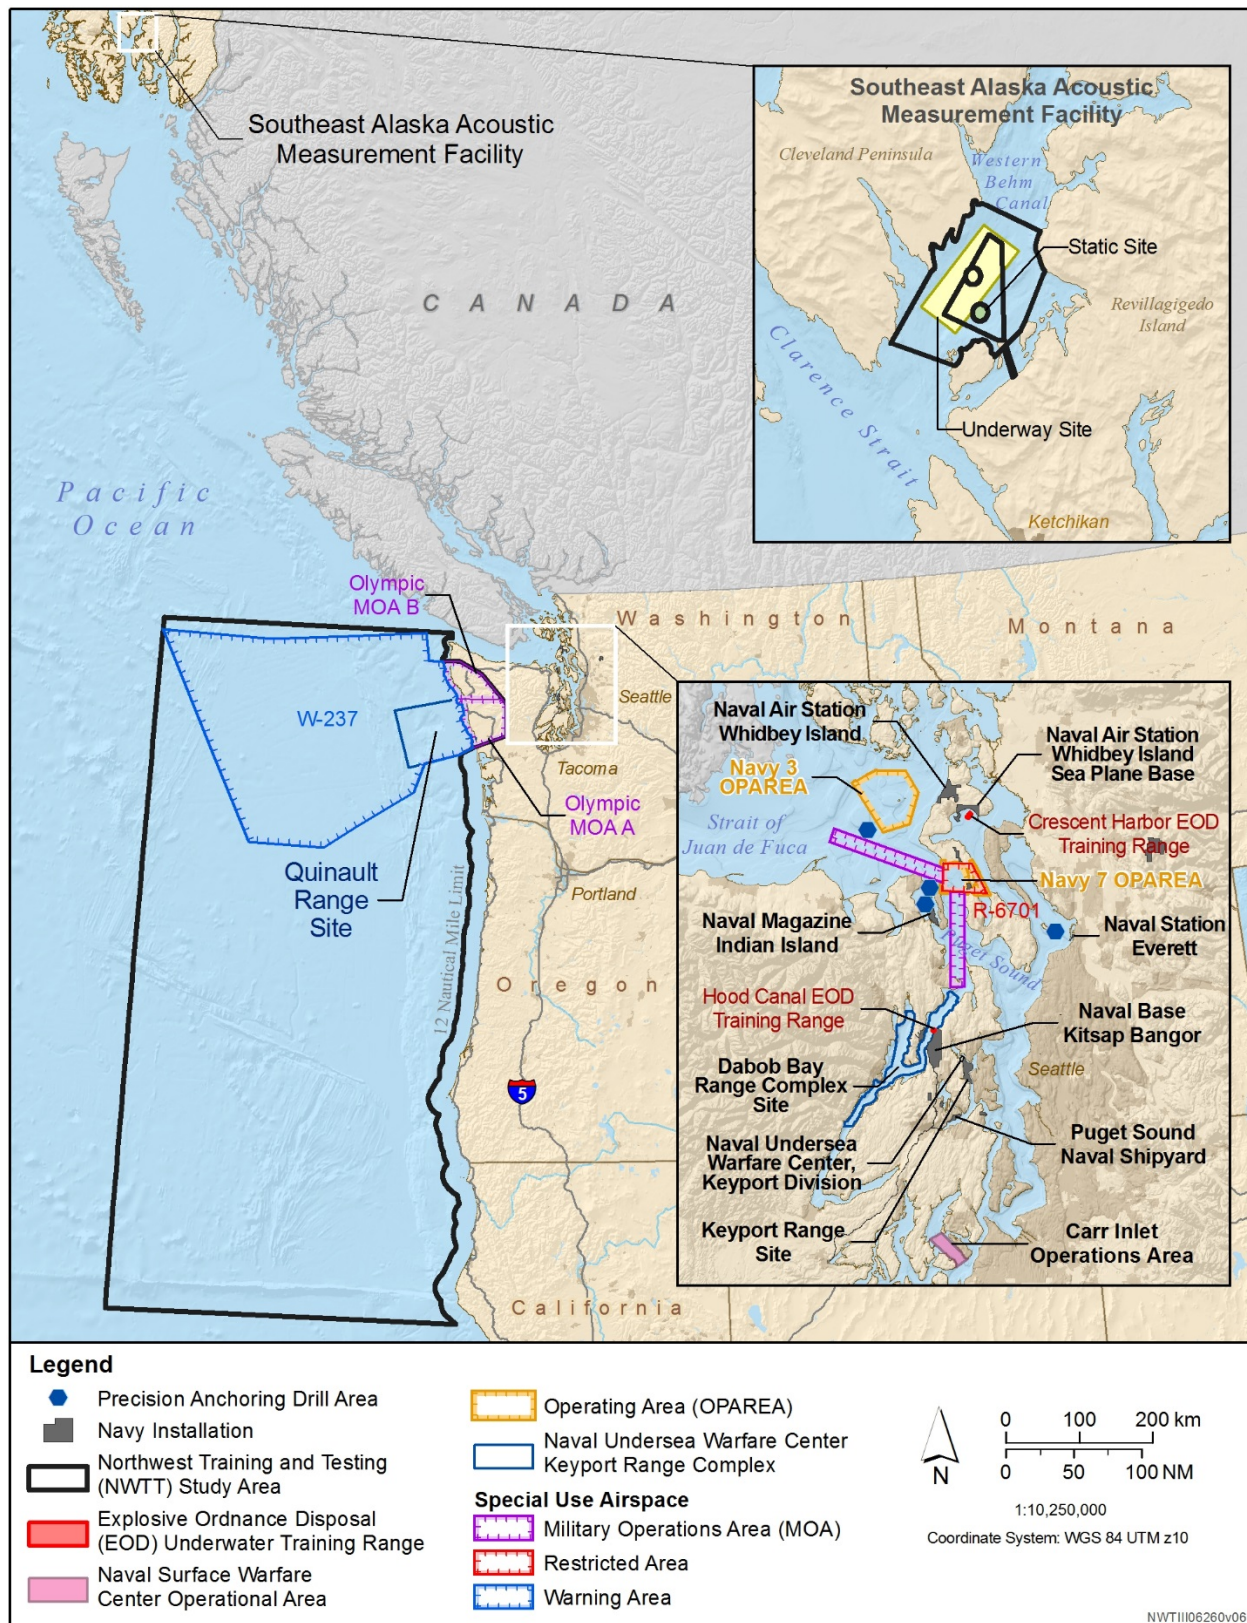 Southeast Alaska Acoustic
Measurement Facility
Southeast Alaska Acoustic
Measurement Facility
Cleveland Peninsula
Western
Behm
Canal
Static Site
Revillagigedo
Island
Clarence Strait
Underway Site
Ketchikan
CANADA
Pacific
Ocean
Olympic
MOA B
Washington
Montana
Seattle
W-237
Tacoma
Olympic
MOA A
Quinault
Range
Site
Portland
12 Nautical Mile Limit
Oregon
5
California
Naval Air Station
Whidbey Island
Naval Air Station
Whidbey Island
Sea Plane Base
Navy 3
OPAREA
Strait of
Juan de Fuca
Crescent Harbor EOD
Training Range
Navy 7 OPAREA
R-6701
Naval Magazine
Indian Island
Puget Sound
Naval Station
Everett
Hood Canal EOD
Training Range
Naval Base
Kitsap Bangor
Dabob Bay
Range Complex
Site
Seattle
Naval Undersea
Warfare Center,
Keyport Division
Puget Sound
Naval Shipyard
Keyport Range
Site
Carr Inlet
Operations Area
Legend
Precision Anchoring Drill Area
Navy Installation
Northwest Training and Testing
(NWTT) Study Area
Explosive Ordnance Disposal
(EOD) Underwater Training Range
Naval Surface Warfare
Center Operational Area
Operating Area (OPAREA)
Naval Undersea Warfare Center
Keyport Range Complex
Special Use Airspace
Military Operations Area (MOA)
Restricted Area
Warning Area
N
0 100 200 km
0 50 100 NM
1:10,250,000
Coordinate System: WGS 84 UTM z10
NWTIII06260v06